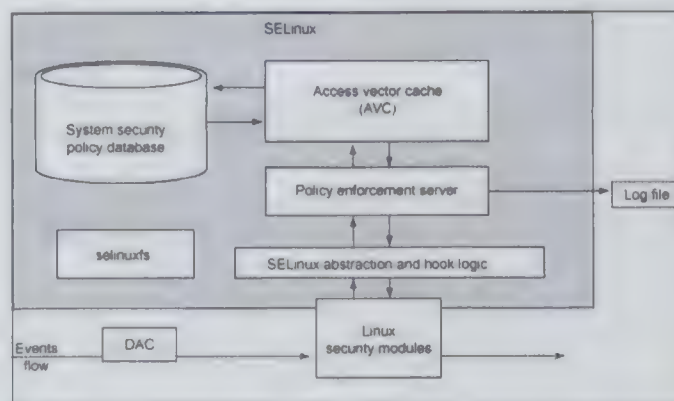 SELinux
Access vector cache
(AVC)
System security
policy database
Policy enforcement server
Log file
selinuxfs
SELinux abstraction and hook logic
Linux
security modules
DAC
Events
flow